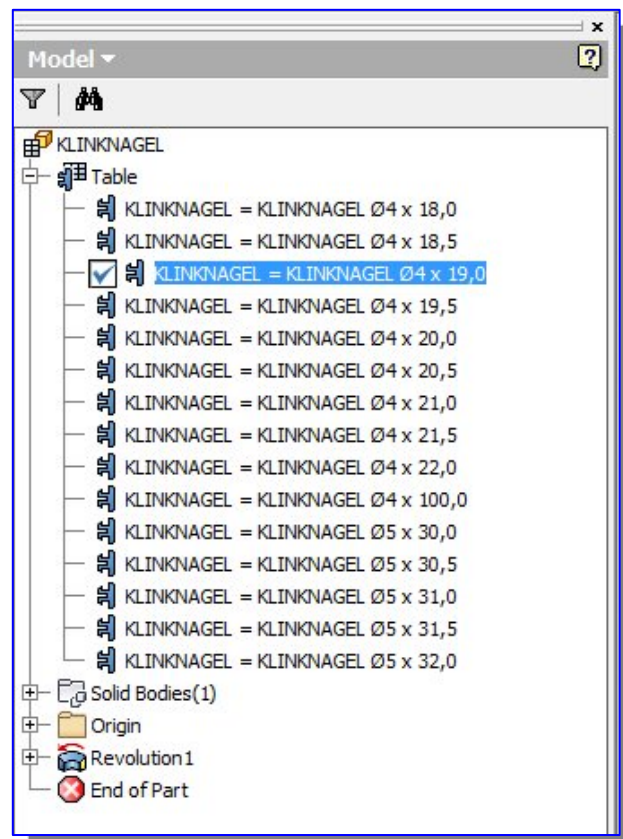 Model
KLINKNAGEL
Table
KLINKNAGEL = KLINKNAGEL Ø4 x 18,0
KLINKNAGEL = KLINKNAGEL Ø4 x 18,5
KLINKNAGEL = KLINKNAGEL Ø4 x 19,0
KLINKNAGEL = KLINKNAGEL Ø4 x 19,5
KLINKNAGEL = KLINKNAGEL Ø4 x 20,0
KLINKNAGEL = KLINKNAGEL Ø4 x 20,5
KLINKNAGEL = KLINKNAGEL Ø4 x 21,0
KLINKNAGEL = KLINKNAGEL Ø4 x 21,5
KLINKNAGEL = KLINKNAGEL Ø4 x 22,0
KLINKNAGEL = KLINKNAGEL Ø4 x 100,0
KLINKNAGEL = KLINKNAGEL Ø5 x 30,0
KLINKNAGEL = KLINKNAGEL Ø5 x 30,5
KLINKNAGEL = KLINKNAGEL Ø5 x 31,0
KLINKNAGEL = KLINKNAGEL Ø5 x 31,5
KLINKNAGEL = KLINKNAGEL Ø5 x 32,0
Solid Bodies(1)
Origin
Revolution1
End of Part